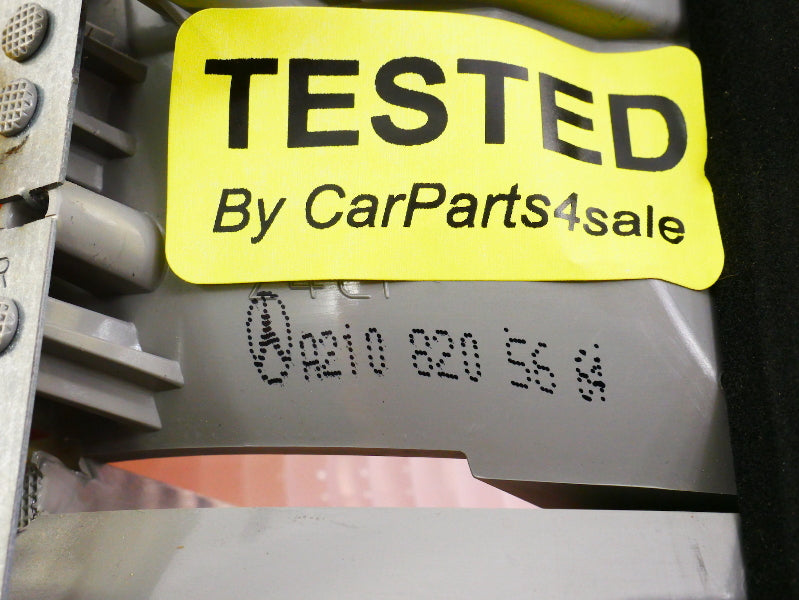 TESTED
By CarParts4sale
A210 820 56
R